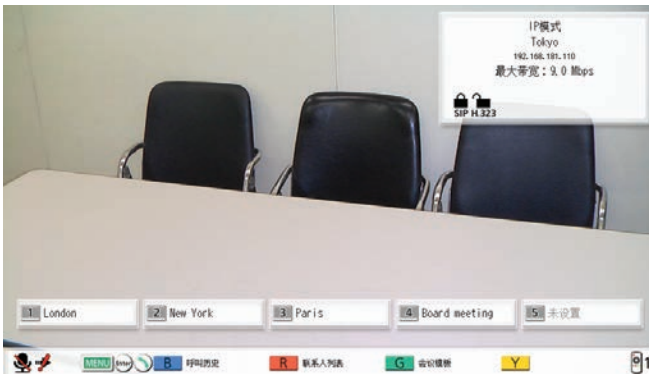 IP模式
Tokyo
192.168.181.110
最大带宽：9.0 Mbps
SIP H.323
1 London
2 New York
3 Paris
4 Board meeting
5 未设置
MENU Enter B 呼叫历史 R 联系人列表 G 会议模板 Y 1